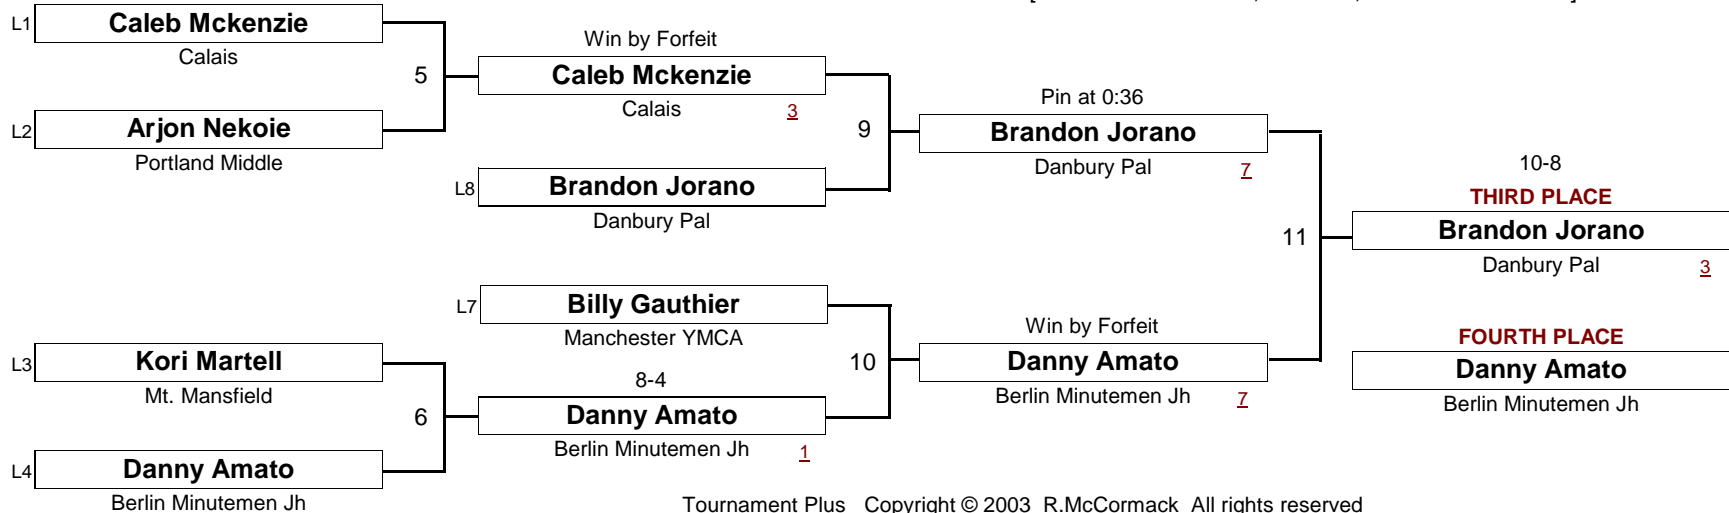 L1
Caleb Mckenzie
Calais
5
L2
Arjon Nekoie
Portland Middle
Win by Forfeit
Caleb Mckenzie
Calais 3
9
L8
Brandon Jorano
Danbury Pal
Pin at 0:36
Brandon Jorano
Danbury Pal 7
11
10-8
THIRD PLACE
Brandon Jorano
Danbury Pal 3
L7
Billy Gauthier
Manchester YMCA
10
L3
Kori Martell
Mt. Mansfield
6
L4
Danny Amato
Berlin Minutemen Jh
8-4
Danny Amato
Berlin Minutemen Jh 1
Win by Forfeit
Danny Amato
Berlin Minutemen Jh 7
FOURTH PLACE
Danny Amato
Berlin Minutemen Jh
Tournament Plus Copyright © 2003 R.McCormack All rights reserved